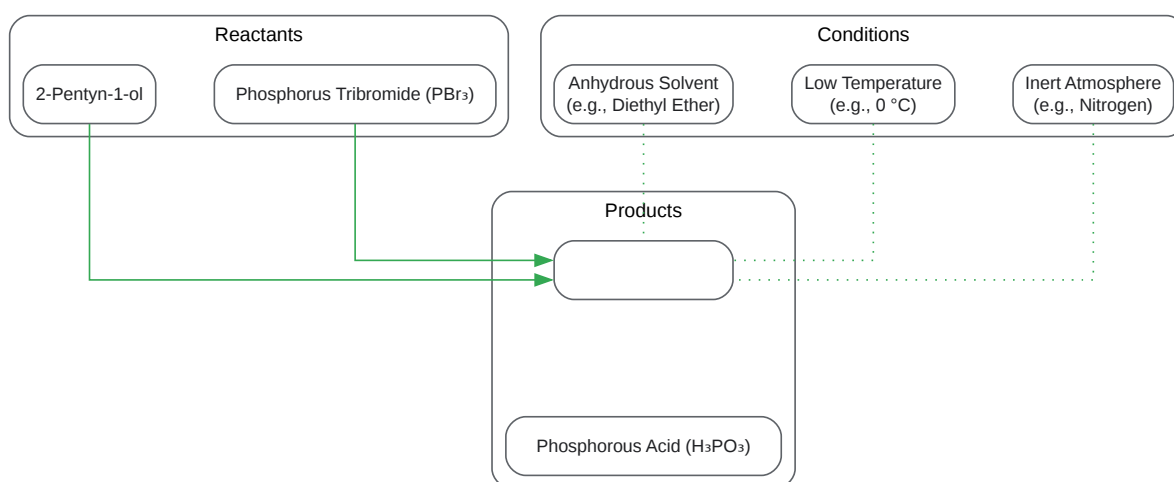 Reactants
Conditions
2-Pentyn-1-ol
Phosphorus Tribromide (PBr₃)
Anhydrous Solvent
(e.g., Diethyl Ether)
Low Temperature
(e.g., 0 °C)
Inert Atmosphere
(e.g., Nitrogen)
Products
Phosphorous Acid (H₃PO₃)